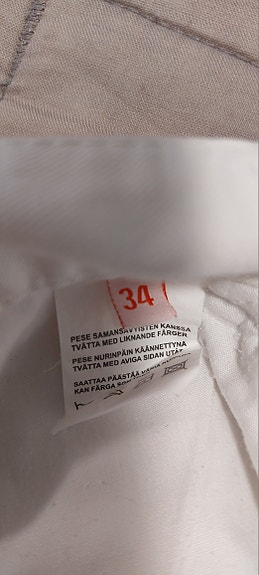 34
PESE SAMANSÄVYISTEN KANSSA
TVÄTTA MED LIKNANDE FÄRGER
PESE NURINPÄIN KÄÄNNETTYNÄ
TVÄTTA MED AVIGA SIDAN UTÅT
SAATTAA PÄÄSTÄÄ VÄRIÄ
KAN FÄRGA SOM